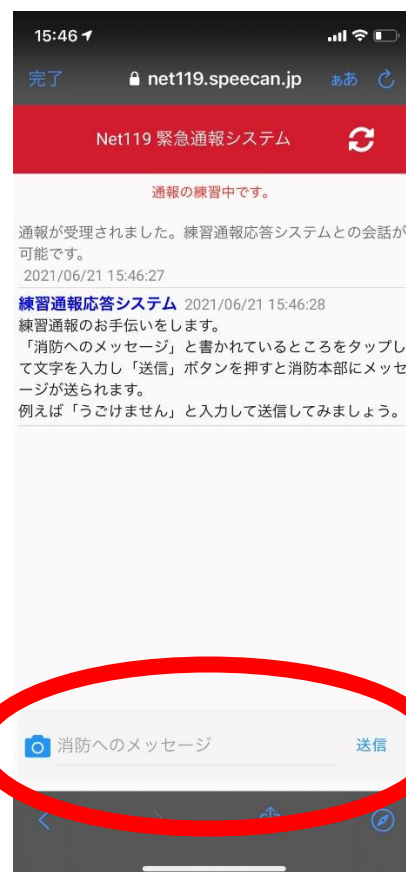 15:46
完了 net119.speecan.jp ああ
Net119 緊急通報システム
通報の練習中です。
通報が受理されました。練習通報応答システムとの会話が
可能です。
2021/06/21 15:46:27
練習通報応答システム 2021/06/21 15:46:28
練習通報のお手伝いをします。
「消防へのメッセージ」と書かれているところをタップし
て文字を入力し「送信」ボタンを押すと消防本部にメッセ
ージが送られます。
例えば「うごけません」と入力して送信してみましょう。
消防へのメッセージ 送信